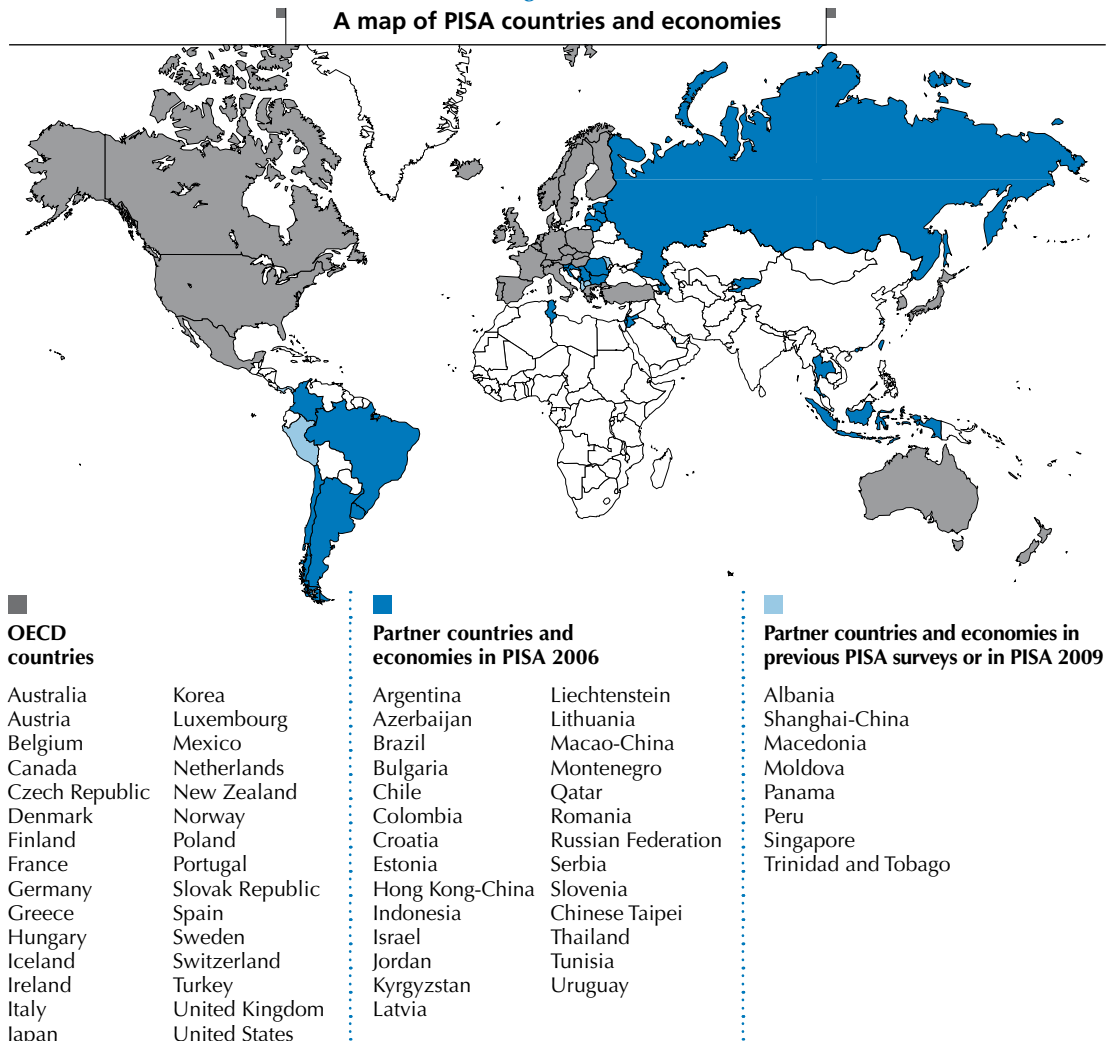 A map of PISA countries and economies
OECD
countries
Australia
Austria
Belgium
Canada
Czech Republic
Denmark
Finland
France
Germany
Greece
Hungary
Iceland
Ireland
Italy
Japan
Korea
Luxembourg
Mexico
Netherlands
New Zealand
Norway
Poland
Portugal
Slovak Republic
Spain
Sweden
Switzerland
Turkey
United Kingdom
United States
Partner countries and
economies in PISA 2006
Argentina
Azerbaijan
Brazil
Bulgaria
Chile
Colombia
Croatia
Estonia
Hong Kong-China
Indonesia
Israel
Jordan
Kyrgyzstan
Latvia
Liechtenstein
Lithuania
Macao-China
Montenegro
Qatar
Romania
Russian Federation
Serbia
Slovenia
Chinese Taipei
Thailand
Tunisia
Uruguay
Partner countries and economies in
previous PISA surveys or in PISA 2009
Albania
Shanghai-China
Macedonia
Moldova
Panama
Peru
Singapore
Trinidad and Tobago